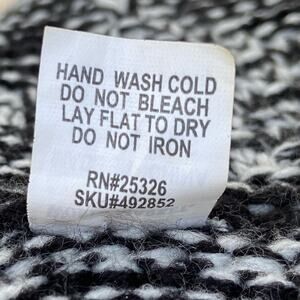 HAND WASH COLD
DO NOT BLEACH
LAY FLAT TO DRY
DO NOT IRON
RN#25326
SKU#492852